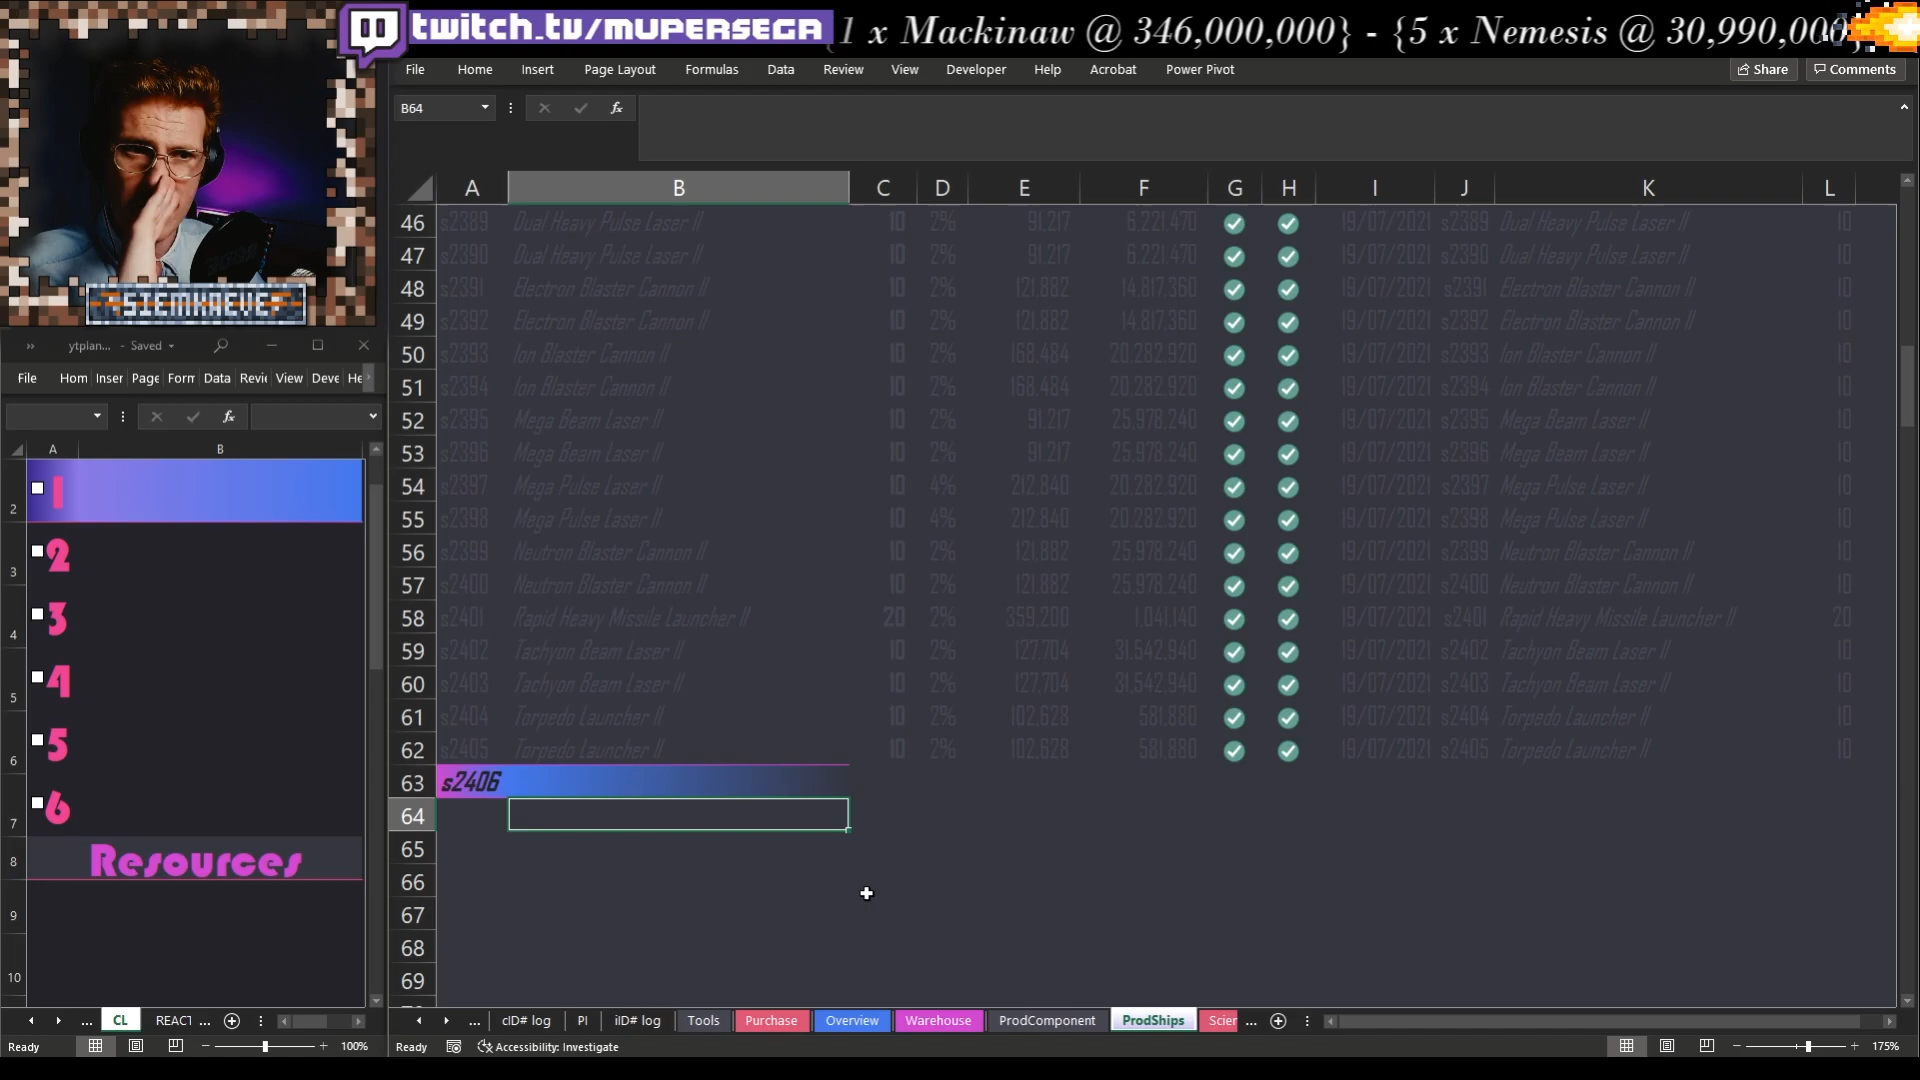 twitch.tv/mupersega
1 x Mackinaw @ 346,000,000} - {5 x Nemesis @ 30,990,000}
File Home Insert Page Layout Formulas Data Review View Developer Help Acrobat Power Pivot Share Comments
B64 fx
A B C D E F G H I J K L
46 s2389 Dual Heavy Pulse Laser II 10 2% 91,217 6,221,470 19/07/2021 s2389 Dual Heavy Pulse Laser II 10
47 s2390 Dual Heavy Pulse Laser II 10 2% 91,217 6,221,470 19/07/2021 s2390 Dual Heavy Pulse Laser II 10
48 s2391 Electron Blaster Cannon II 10 2% 121,882 14,817,360 19/07/2021 s2391 Electron Blaster Cannon II 10
49 s2392 Electron Blaster Cannon II 10 2% 121,882 14,817,360 19/07/2021 s2392 Electron Blaster Cannon II 10
50 s2393 Ion Blaster Cannon II 10 2% 168,484 20,282,920 19/07/2021 s2393 Ion Blaster Cannon II 10
51 s2394 Ion Blaster Cannon II 10 2% 168,484 20,282,920 19/07/2021 s2394 Ion Blaster Cannon II 10
52 s2395 Mega Beam Laser II 10 2% 91,217 25,978,240 19/07/2021 s2395 Mega Beam Laser II 10
53 s2396 Mega Beam Laser II 10 2% 91,217 25,978,240 19/07/2021 s2396 Mega Beam Laser II 10
54 s2397 Mega Pulse Laser II 10 4% 212,840 20,282,920 19/07/2021 s2397 Mega Pulse Laser II 10
55 s2398 Mega Pulse Laser II 10 4% 212,840 20,282,920 19/07/2021 s2398 Mega Pulse Laser II 10
56 s2399 Neutron Blaster Cannon II 10 2% 121,882 25,978,240 19/07/2021 s2399 Neutron Blaster Cannon II 10
57 s2400 Neutron Blaster Cannon II 10 2% 121,882 25,978,240 19/07/2021 s2400 Neutron Blaster Cannon II 10
58 s2401 Rapid Heavy Missile Launcher II 20 2% 359,200 1,041,140 19/07/2021 s2401 Rapid Heavy Missile Launcher II 20
59 s2402 Tachyon Beam Laser II 10 2% 127,704 31,542,940 19/07/2021 s2402 Tachyon Beam Laser II 10
60 s2403 Tachyon Beam Laser II 10 2% 127,704 31,542,940 19/07/2021 s2403 Tachyon Beam Laser II 10
61 s2404 Torpedo Launcher II 10 2% 102,628 581,880 19/07/2021 s2404 Torpedo Launcher II 10
62 s2405 Torpedo Launcher II 10 2% 102,628 581,880 19/07/2021 s2405 Torpedo Launcher II 10
63 s2406
64
65
66
67
68
69
... cID# log PI iID# log Tools Purchase Overview Warehouse ProdComponent ProdShips Scier ...
Ready Accessibility: Investigate 175%
SIEMKAEVE
ytplan... - Saved
File Hom Inser Page Form Data Revi View Deve He
fx
A B
2 1
3 2
4 3
5 4
6 5
7 6
8 Resources
9
10
... CL REACT ...
Ready 100%